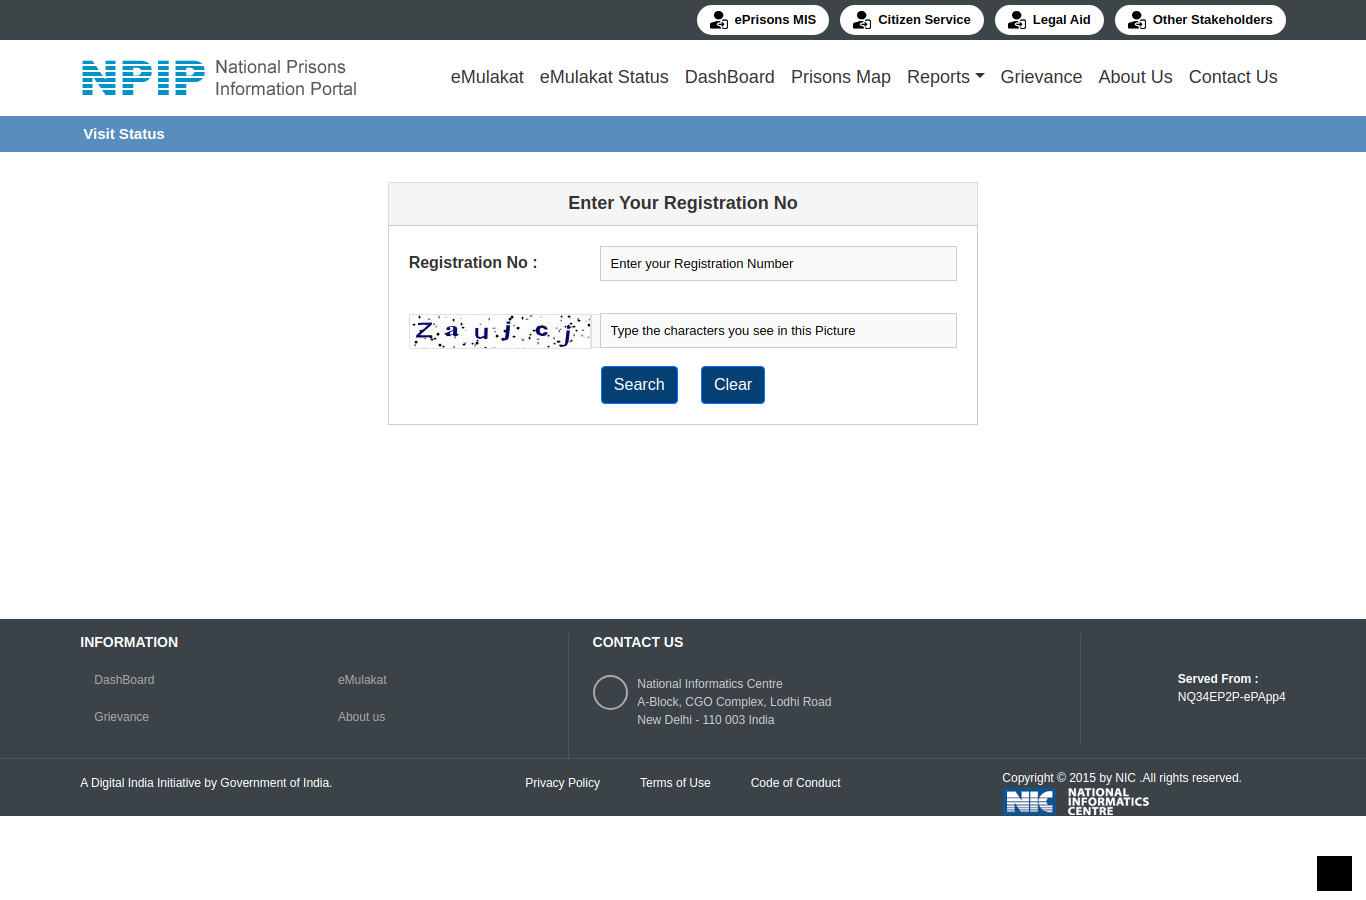 ePrisons MIS Citizen Service Legal Aid Other Stakeholders
NPIP National Prisons Information Portal
eMulakat eMulakat Status DashBoard Prisons Map Reports Grievance About Us Contact Us
Visit Status
Enter Your Registration No
Registration No : Enter your Registration Number
Zaujcj Type the characters you see in this Picture
Search Clear
INFORMATION
DashBoard eMulakat
Grievance About us
CONTACT US
National Informatics Centre
A-Block, CGO Complex, Lodhi Road
New Delhi - 110 003 India
Served From :
NQ34EP2P-ePApp4
A Digital India Initiative by Government of India.
Privacy Policy Terms of Use Code of Conduct
Copyright © 2015 by NIC .All rights reserved.
NIC NATIONAL INFORMATICS CENTRE